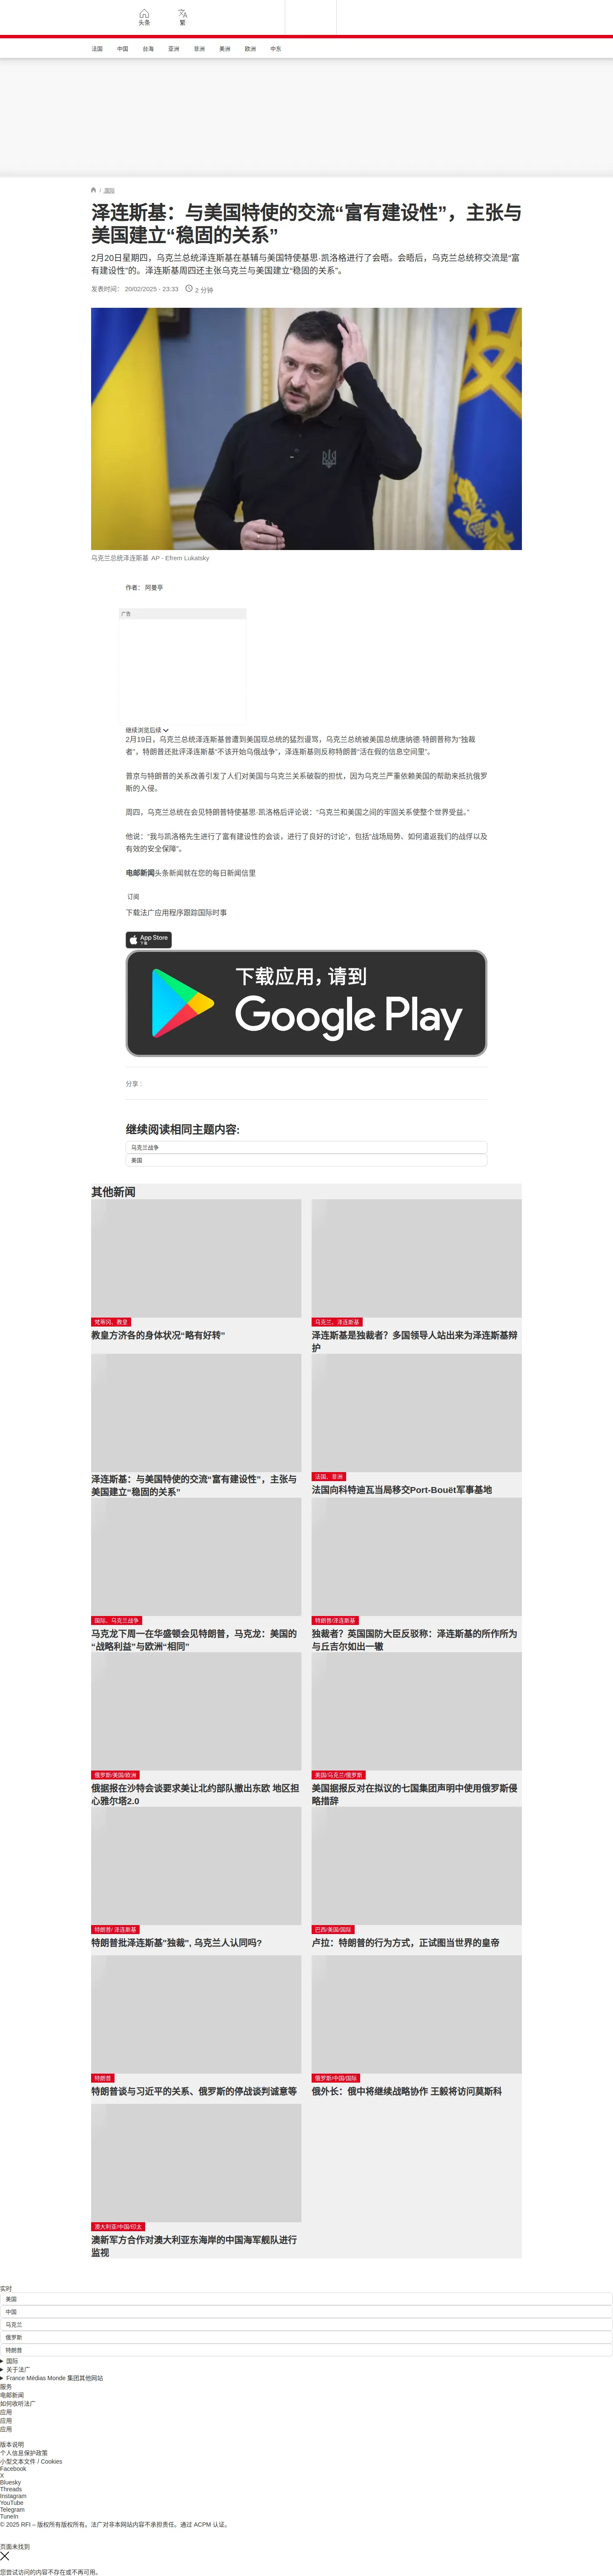 头条
繁
法国
中国
台海
亚洲
非洲
美洲
欧洲
中东
/ 国际
泽连斯基：与美国特使的交流“富有建设性”，主张与
美国建立“稳固的关系”
2月20日星期四，乌克兰总统泽连斯基在基辅与美国特使基思·凯洛格进行了会晤。会晤后，乌克兰总统称交流是“富
有建设性”的。泽连斯基周四还主张乌克兰与美国建立“稳固的关系”。
发表时间： 20/02/2025 - 23:33
2 分钟
乌克兰总统泽连斯基 AP - Efrem Lukatsky
作者： 阿曼亭
广告
继续浏览后续
2月19日，乌克兰总统泽连斯基曾遭到美国现总统的猛烈谩骂，乌克兰总统被美国总统唐纳德·特朗普称为“独裁
者”，特朗普还批评泽连斯基“不该开始乌俄战争”，泽连斯基则反称特朗普“活在假的信息空间里”。
普京与特朗普的关系改善引发了人们对美国与乌克兰关系破裂的担忧，因为乌克兰严重依赖美国的帮助来抵抗俄罗
斯的入侵。
周四，乌克兰总统在会见特朗普特使基思·凯洛格后评论说：“乌克兰和美国之间的牢固关系使整个世界受益。”
他说：“我与凯洛格先生进行了富有建设性的会谈，进行了良好的讨论”，包括“战场局势、如何遣返我们的战俘以及
有效的安全保障”。
电邮新闻头条新闻就在您的每日新闻信里
订阅
下载法广应用程序跟踪国际时事
App Store
下载
下载应用，请到
Google Play
分享 :
继续阅读相同主题内容:
乌克兰战争
美国
其他新闻
梵蒂冈、教皇
教皇方济各的身体状况“略有好转”
乌克兰、泽连斯基
泽连斯基是独裁者？多国领导人站出来为泽连斯基辩
护
泽连斯基：与美国特使的交流“富有建设性”，主张与
美国建立“稳固的关系”
法国、非洲
法国向科特迪瓦当局移交Port-Bouët军事基地
国际、乌克兰战争
马克龙下周一在华盛顿会见特朗普，马克龙：美国的
“战略利益”与欧洲“相同”
特朗普/泽连斯基
独裁者？英国国防大臣反驳称：泽连斯基的所作所为
与丘吉尔如出一辙
俄罗斯/美国/欧洲
俄据报在沙特会谈要求美让北约部队撤出东欧 地区担
心雅尔塔2.0
美国/乌克兰/俄罗斯
美国据报反对在拟议的七国集团声明中使用俄罗斯侵
略措辞
特朗普/ 泽连斯基
特朗普批泽连斯基"独裁", 乌克兰人认同吗?
巴西/美国/国际
卢拉：特朗普的行为方式，正试图当世界的皇帝
特朗普
特朗普谈与习近平的关系、俄罗斯的停战谈判诚意等
俄罗斯/中国/国际
俄外长：俄中将继续战略协作 王毅将访问莫斯科
澳大利亚/中国/印太
澳新军方合作对澳大利亚东海岸的中国海军舰队进行
监视
实时
美国
中国
乌克兰
俄罗斯
特朗普
国际
关于法广
France Médias Monde 集团其他网站
服务
电邮新闻
如何收听法广
应用
应用
应用
版本说明
个人信息保护政策
小型文本文件 / Cookies
Facebook
X
Bluesky
Threads
Instagram
YouTube
Telegram
TuneIn
© 2025 RFI – 版权所有版权所有。法广对非本网站内容不承担责任。通过 ACPM 认证。
页面未找到
您尝试访问的内容不存在或不再可用。